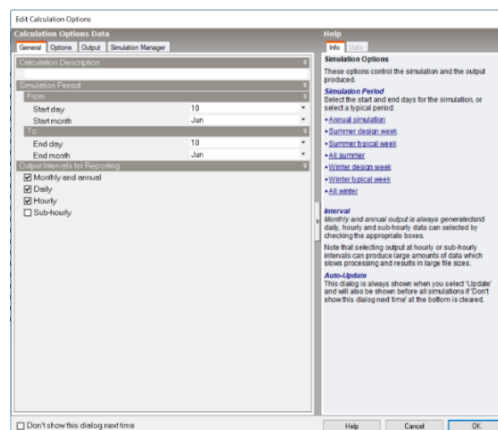 Edit Calculation Options
Calculation Options Data
General Options Output Simulation Manager
Calculation Description
Simulation Period
From
Start day 10
Start month Jun
To
End day 10
End month Jun
Output Intervals for Reporting
Monthly and annual
Daily
Hourly
Sub-hourly
Don't show this dialog next time
Help
Info Data
Simulation Options
These options control the simulation and the output
produced.
Simulation Period
Select the start and end days for the simulation, or
select a typical period:
• Annual simulation
• Summer design week
• Summer typical week
• All summer
• Winter design week
• Winter typical week
• All winter
Interval
Monthly and annual output is always generatedand
daily, hourly and sub-hourly data can selected by
checking the appropriate boxes.
Note that selecting output at hourly or sub-hourly
intervals can produce large amounts of data which
slows processing and results in large file sizes.
Auto-Update
This dialog is always shown when you select 'Update'
and will also be shown before all simulations if 'Don't
show this dialog next time' at the bottom is cleared.
Help Cancel OK